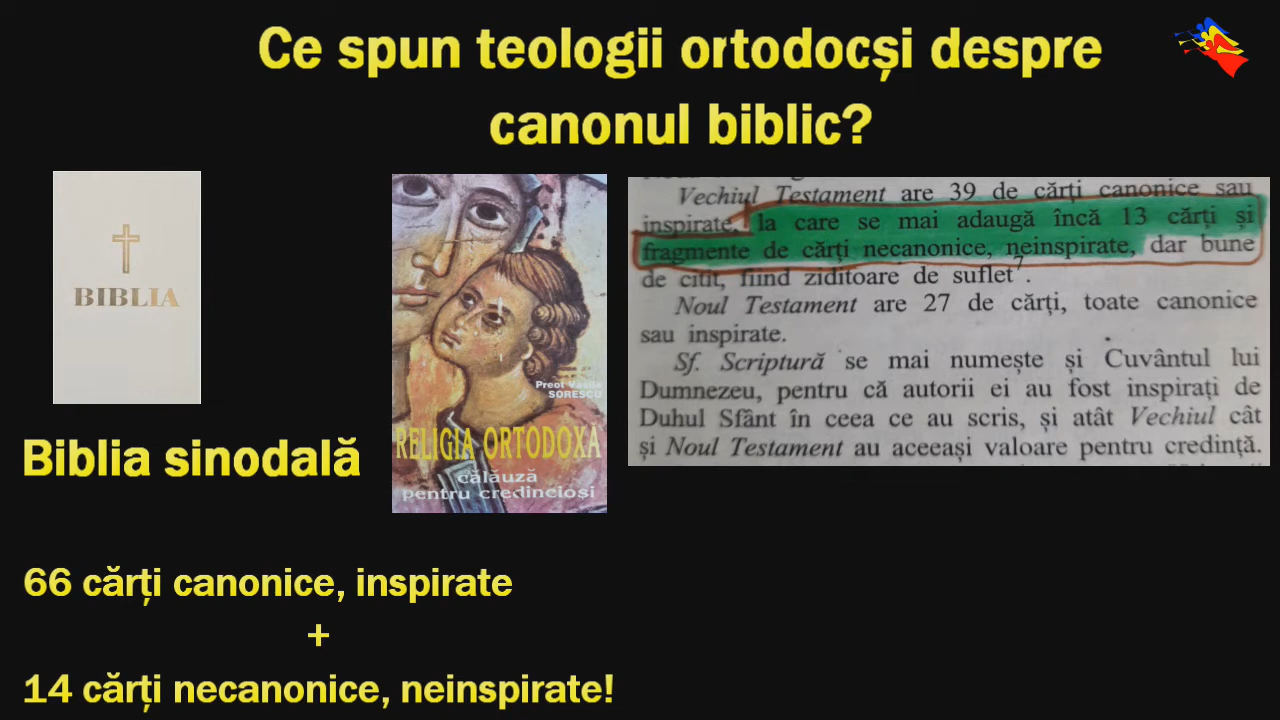 Ce spun teologii ortodocși despre
canonul biblic?
BIBLIA
Biblia sinodală
Preot Vasile
SORESCU
RELIGIA ORTODOXĂ
călăuză
pentru credincioși
Vechiul Testament are 39 de cărți canonice sau
inspirate, la care se mai adaugă încă 13 cărți și
fragmente de cărți necanonice, neinspirate, dar bune
de citit, fiind ziditoare de suflet7.
Noul Testament are 27 de cărți, toate canonice
sau inspirate.
Sf. Scriptură se mai numește și Cuvântul lui
Dumnezeu, pentru că autorii ei au fost inspirați de
Duhul Sfânt în ceea ce au scris, și atât Vechiul cât
și Noul Testament au aceeași valoare pentru credință.
66 cărți canonice, inspirate
+
14 cărți necanonice, neinspirate!